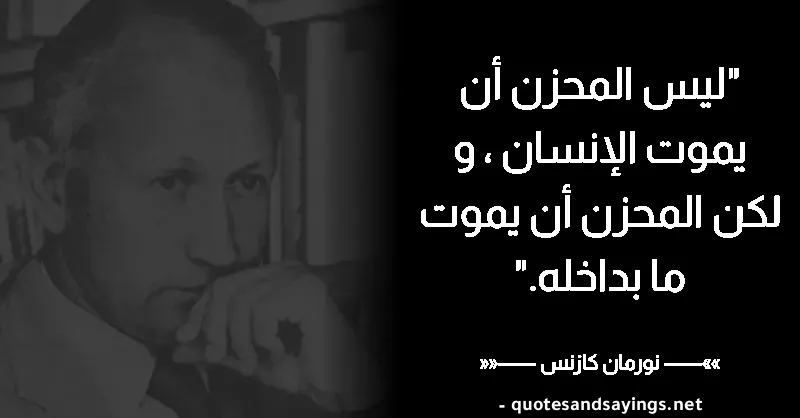 "ليس المحزن أن
يموت الإنسان ، و
لكن المحزن أن يموت
ما بداخله."
»»—— نورمان كازنس ——««
- quotesandsayings.net